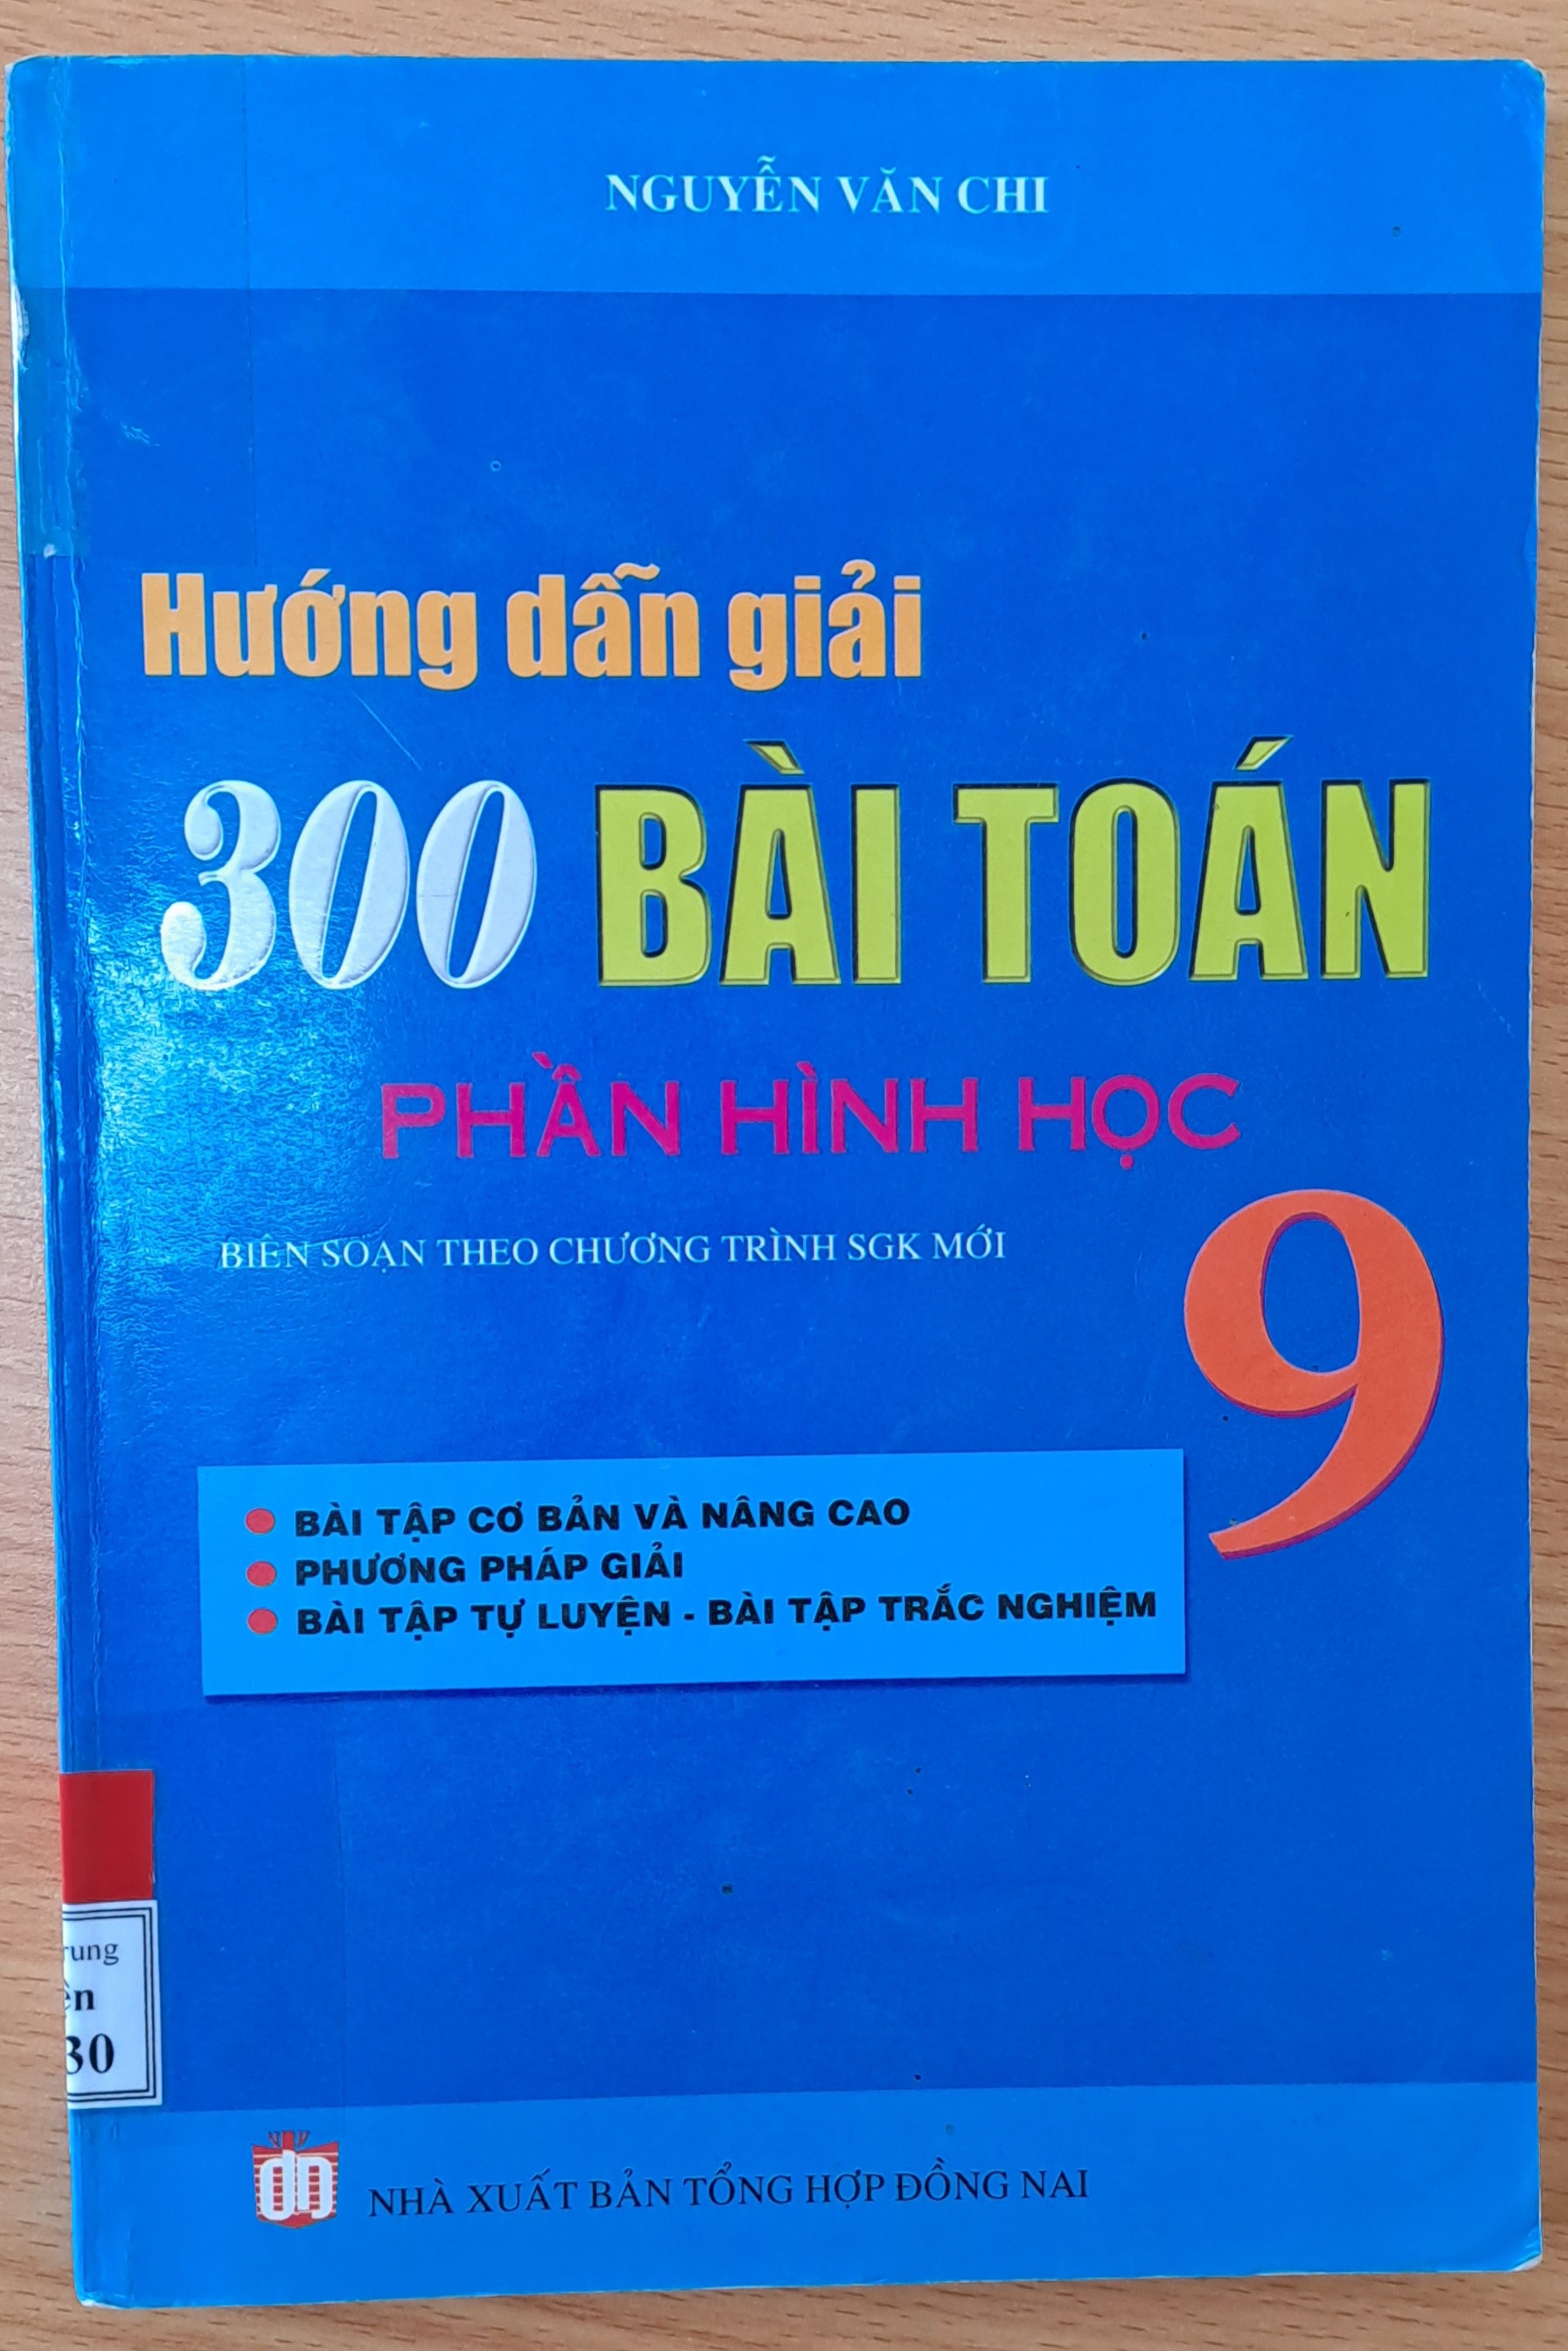 NGUYỄN VĂN CHI
Hướng dẫn giải
300 BÀI TOÁN
PHẦN HÌNH HỌC
BIÊN SOẠN THEO CHƯƠNG TRÌNH SGK MỚI
9
BÀI TẬP CƠ BẢN VÀ NÂNG CAO
PHƯƠNG PHÁP GIẢI
BÀI TẬP TỰ LUYỆN - BÀI TẬP TRẮC NGHIỆM
30
dn
NHÀ XUẤT BẢN TỔNG HỢP ĐỒNG NAI